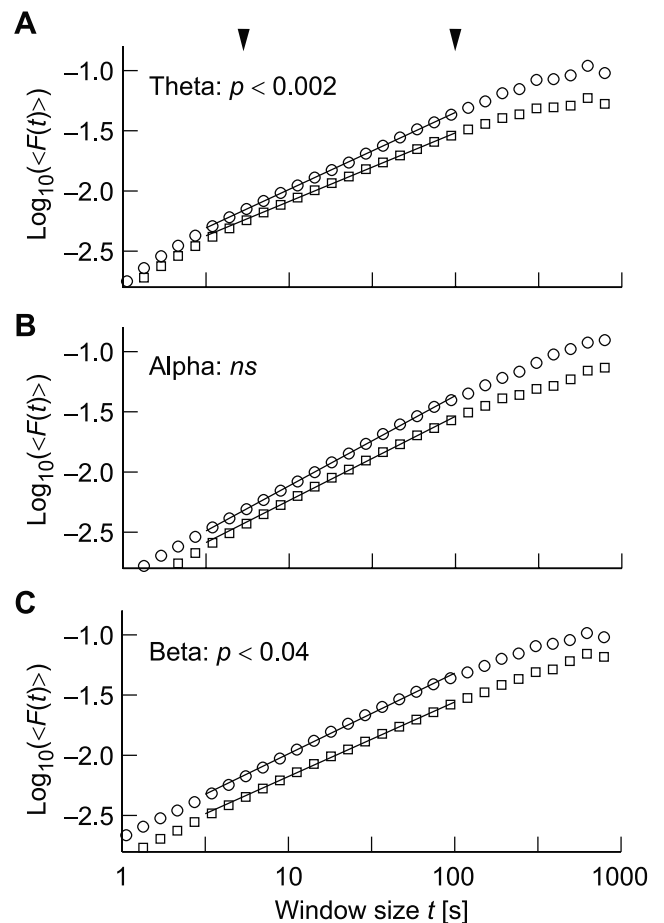 A
Theta: p < 0.002
Log10(<F(t)>)
−1.0
−1.5
−2.0
−2.5
B
Alpha: ns
Log10(<F(t)>)
−1.0
−1.5
−2.0
−2.5
C
Beta: p < 0.04
Log10(<F(t)>)
−1.0
−1.5
−2.0
−2.5
1 10 100 1000
Window size t [s]